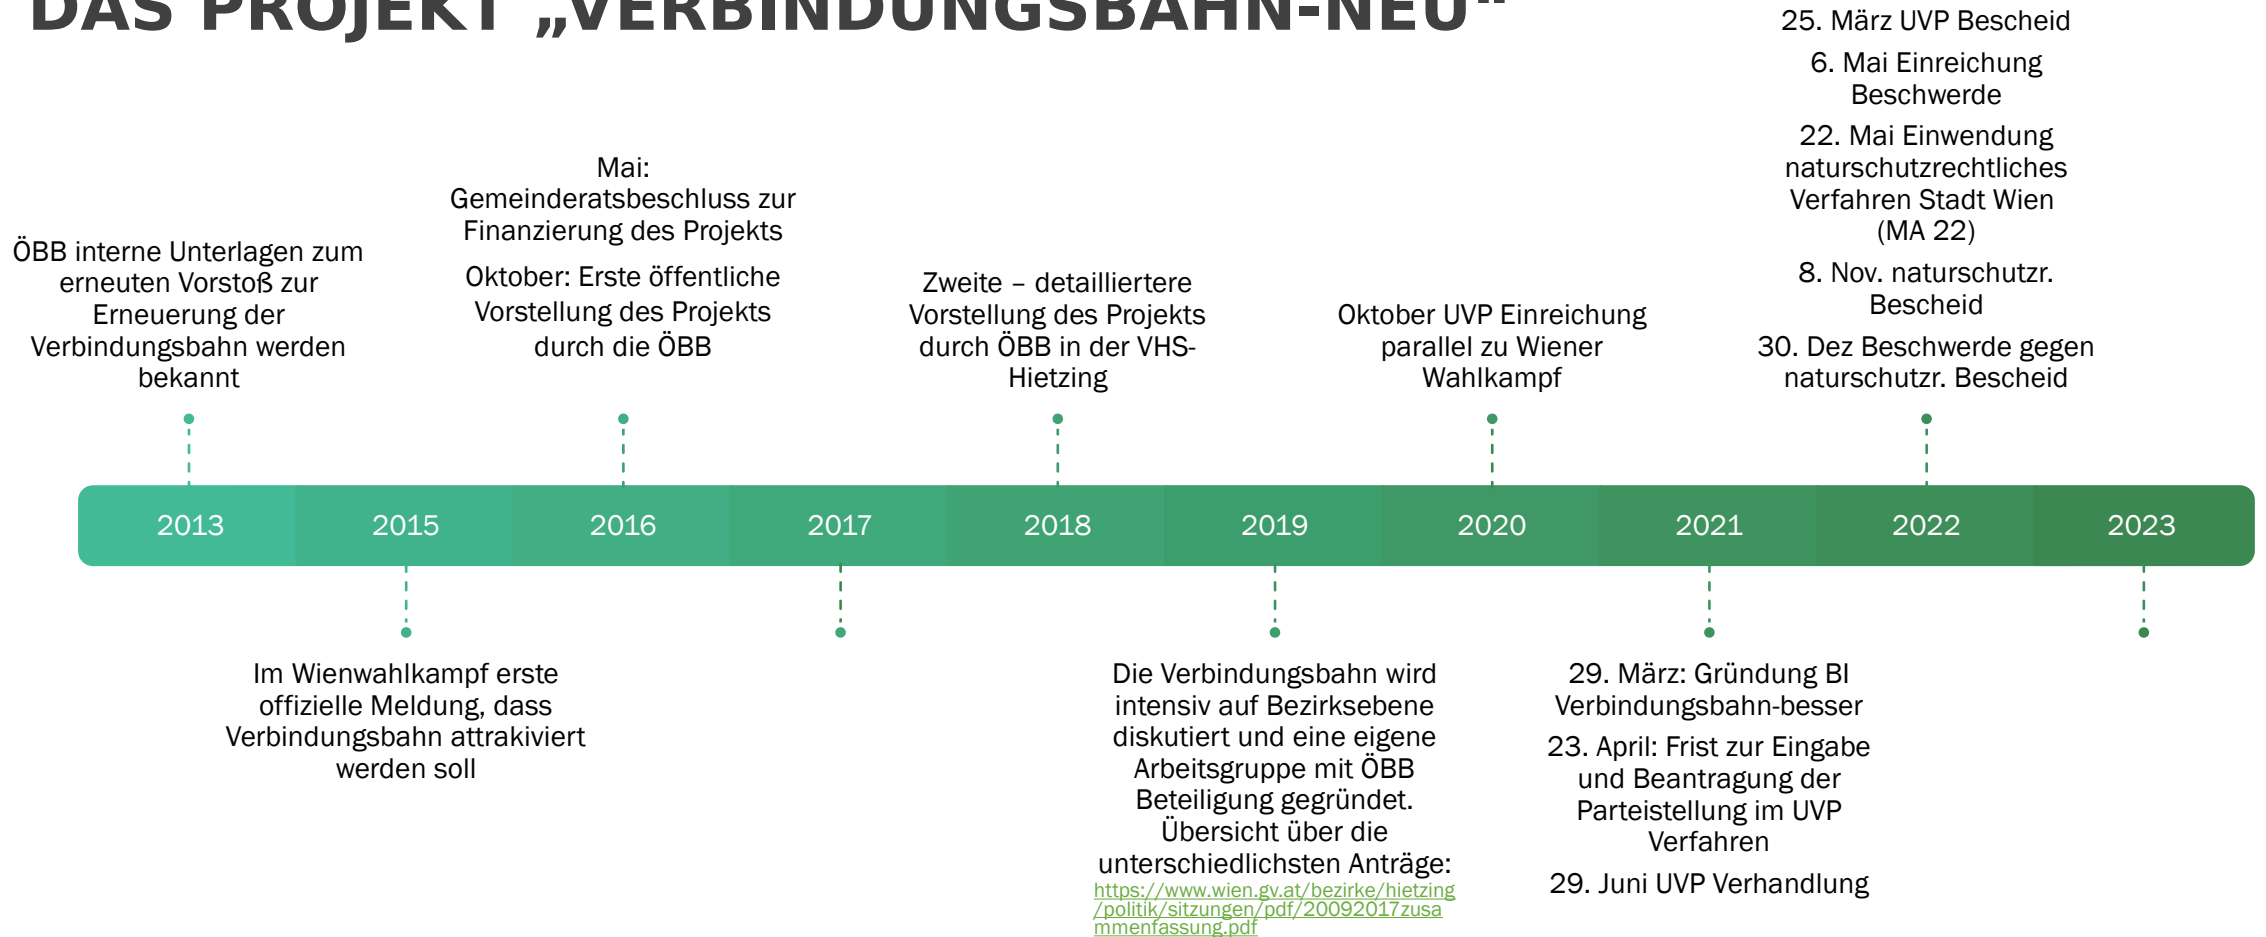 DAS PROJEKT „VERBINDUNGSBAHN-NEU“
25. März UVP Bescheid
6. Mai Einreichung
Beschwerde
22. Mai Einwendung
naturschutzrechtliches
Verfahren Stadt Wien
(MA 22)
8. Nov. naturschutzr.
Bescheid
30. Dez Beschwerde gegen
naturschutzr. Bescheid
Mai:
Gemeinderatsbeschluss zur
Finanzierung des Projekts
Oktober: Erste öffentliche
Vorstellung des Projekts
durch die ÖBB
ÖBB interne Unterlagen zum
erneuten Vorstoß zur
Erneuerung der
Verbindungsbahn werden
bekannt
Zweite – detailliertere
Vorstellung des Projekts
durch ÖBB in der VHS-
Hietzing
Oktober UVP Einreichung
parallel zu Wiener
Wahlkampf
2013 2015 2016 2017 2018 2019 2020 2021 2022 2023
Im Wienwahlkampf erste
offizielle Meldung, dass
Verbindungsbahn attrakiviert
werden soll
Die Verbindungsbahn wird
intensiv auf Bezirksebene
diskutiert und eine eigene
Arbeitsgruppe mit ÖBB
Beteiligung gegründet.
Übersicht über die
unterschiedlichsten Anträge:
https://www.wien.gv.at/bezirke/hietzing
/politik/sitzungen/pdf/20092017zusa
mmenfassung.pdf
29. März: Gründung BI
Verbindungsbahn-besser
23. April: Frist zur Eingabe
und Beantragung der
Parteistellung im UVP
Verfahren
29. Juni UVP Verhandlung